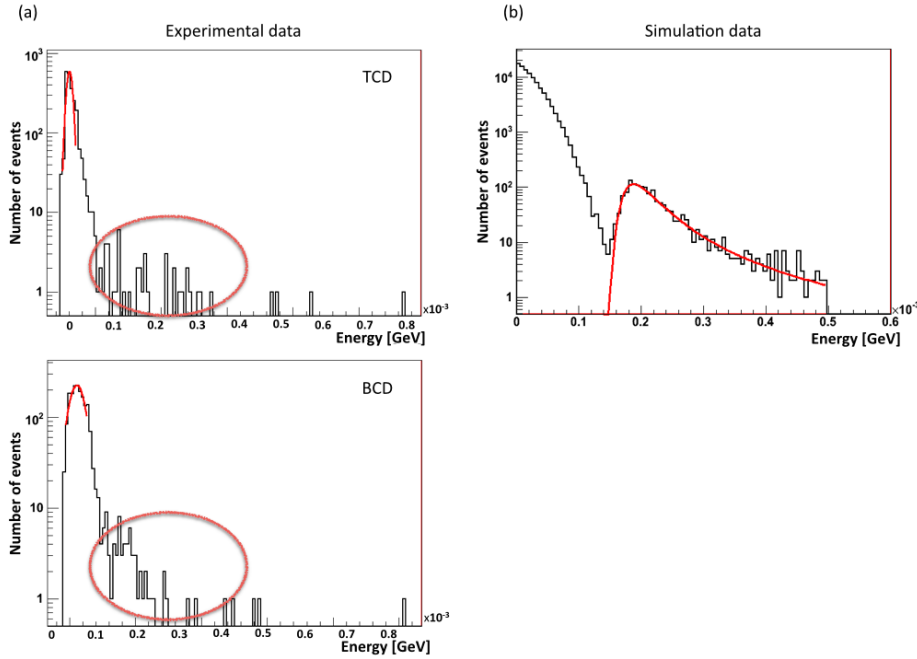 (a)
Experimental data
TCD
Number of events
10³
10²
10
1
0 0.1 0.2 0.3 0.4 0.5 0.6 0.7 0.8
×10⁻³
Energy [GeV]
BCD
Number of events
10²
10
1
0 0.1 0.2 0.3 0.4 0.5 0.6 0.7 0.8
×10⁻³
Energy [GeV]
(b)
Simulation data
Number of events
10⁴
10³
10²
10
1
0 0.1 0.2 0.3 0.4 0.5 0.6
×10⁻³
Energy [GeV]